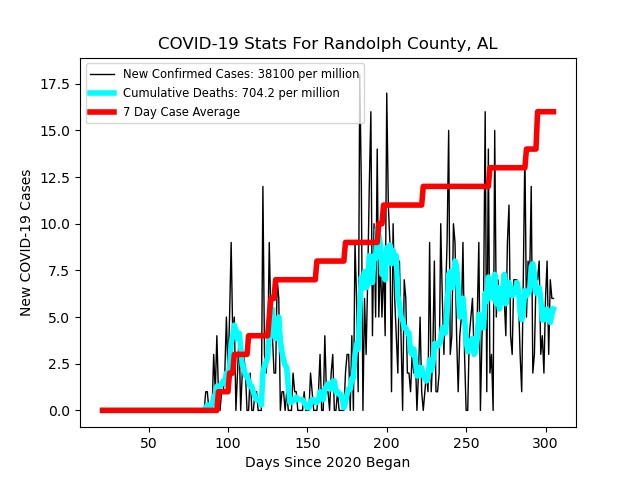 COVID-19 Stats For Randolph County, AL
New Confirmed Cases: 38100 per million
Cumulative Deaths: 704.2 per million
7 Day Case Average
New COVID-19 Cases
17.5
15.0
12.5
10.0
7.5
5.0
2.5
0.0
50 100 150 200 250 300
Days Since 2020 Began